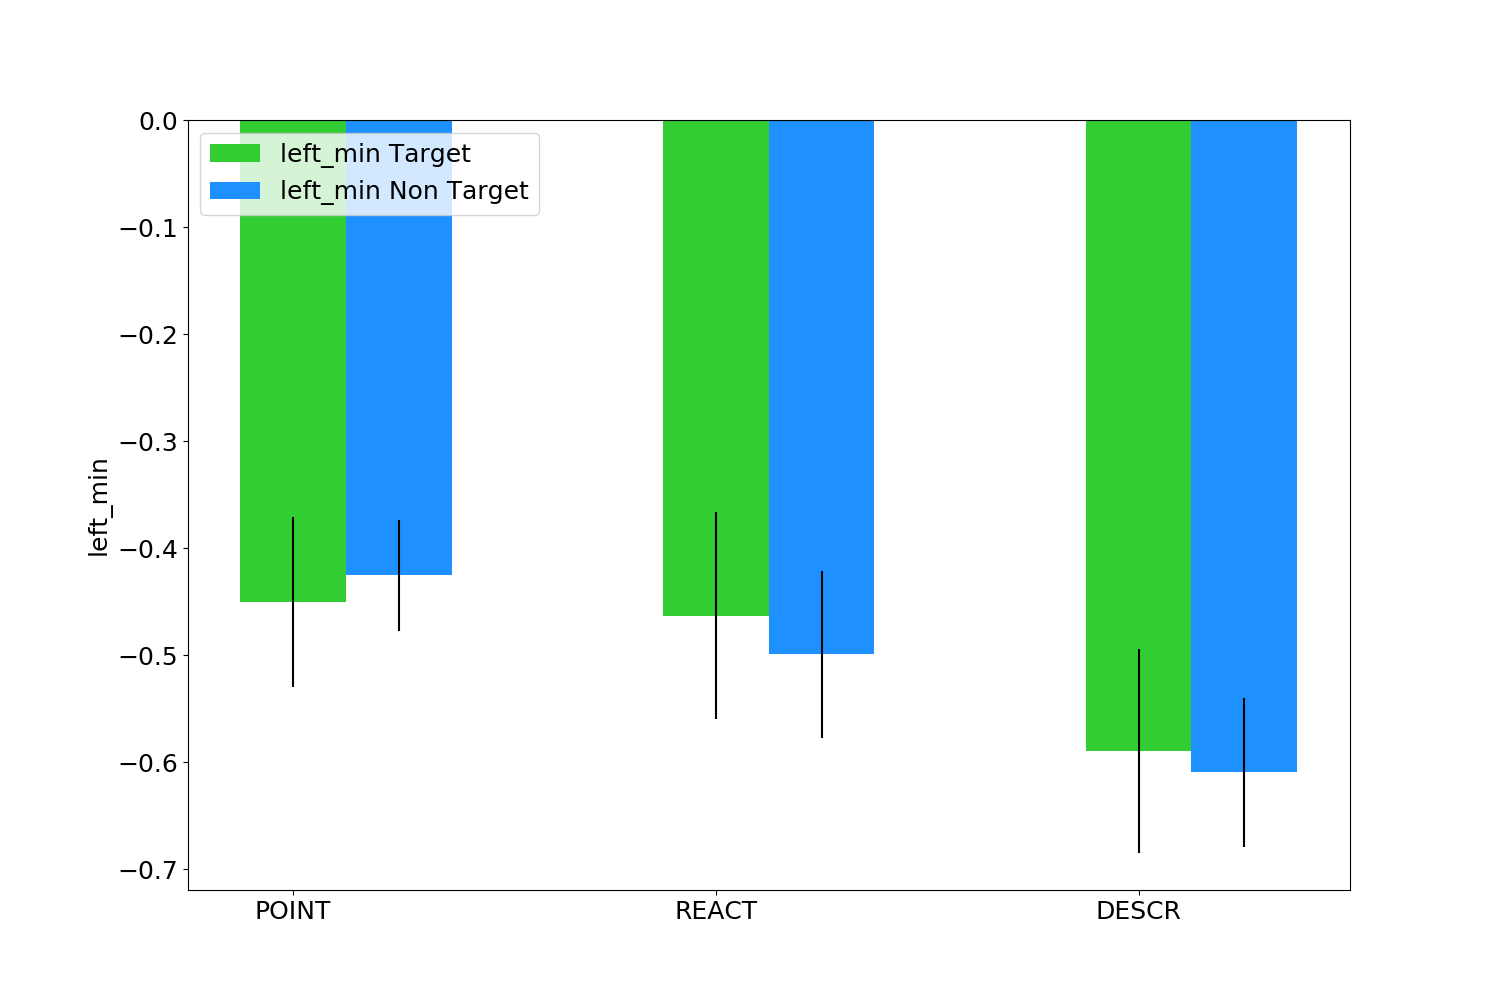 0.0
left_min Target
left_min Non Target
−0.1
−0.2
−0.3
−0.4
−0.5
−0.6
−0.7
left_min
POINT
REACT
DESCR